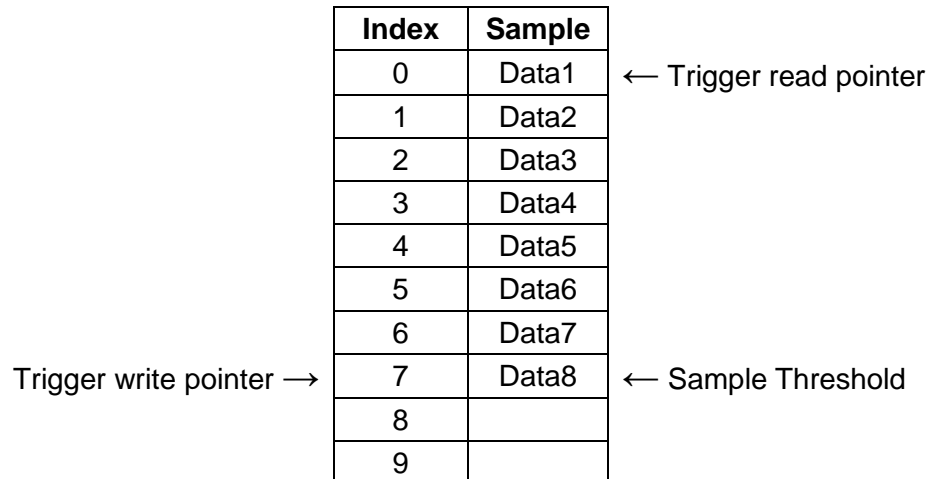 Index Sample
0 Data1 ← Trigger read pointer
1 Data2
2 Data3
3 Data4
4 Data5
5 Data6
6 Data7
Trigger write pointer → 7 Data8 ← Sample Threshold
8
9